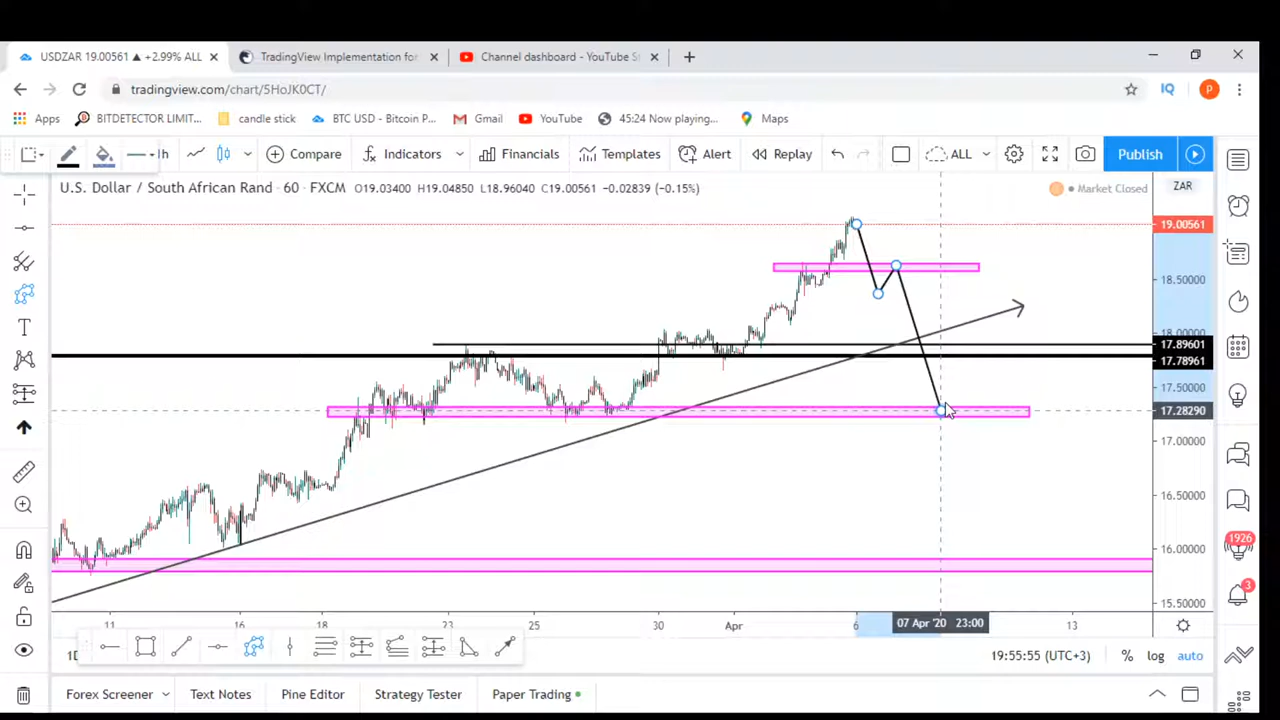 USDZAR 19.00561 ▲ +2.99% ALL
TradingView Implementation for
Channel dashboard - YouTube S
tradingview.com/chart/5HoJK0CT/
IQ
P
Apps
BITDETECTOR LIMIT...
candle stick
BTC USD - Bitcoin P...
Gmail
YouTube
45:24 Now playing...
Maps
h
Compare
Indicators
Financials
Templates
Alert
Replay
ALL
Publish
U.S. Dollar / South African Rand · 60 · FXCM
O19.03400 H19.04850 L18.96040 C19.00561 −0.02839 (−0.15%)
Market Closed
ZAR
19.00561
18.50000
18.00000
17.89601
17.78961
17.50000
17.28290
17.00000
16.50000
16.00000
15.50000
11
16
18
23
25
30
Apr
6
07 Apr '20 23:00
13
1926
3
1D
19:55:55 (UTC+3)
%
log
auto
Forex Screener
Text Notes
Pine Editor
Strategy Tester
Paper Trading